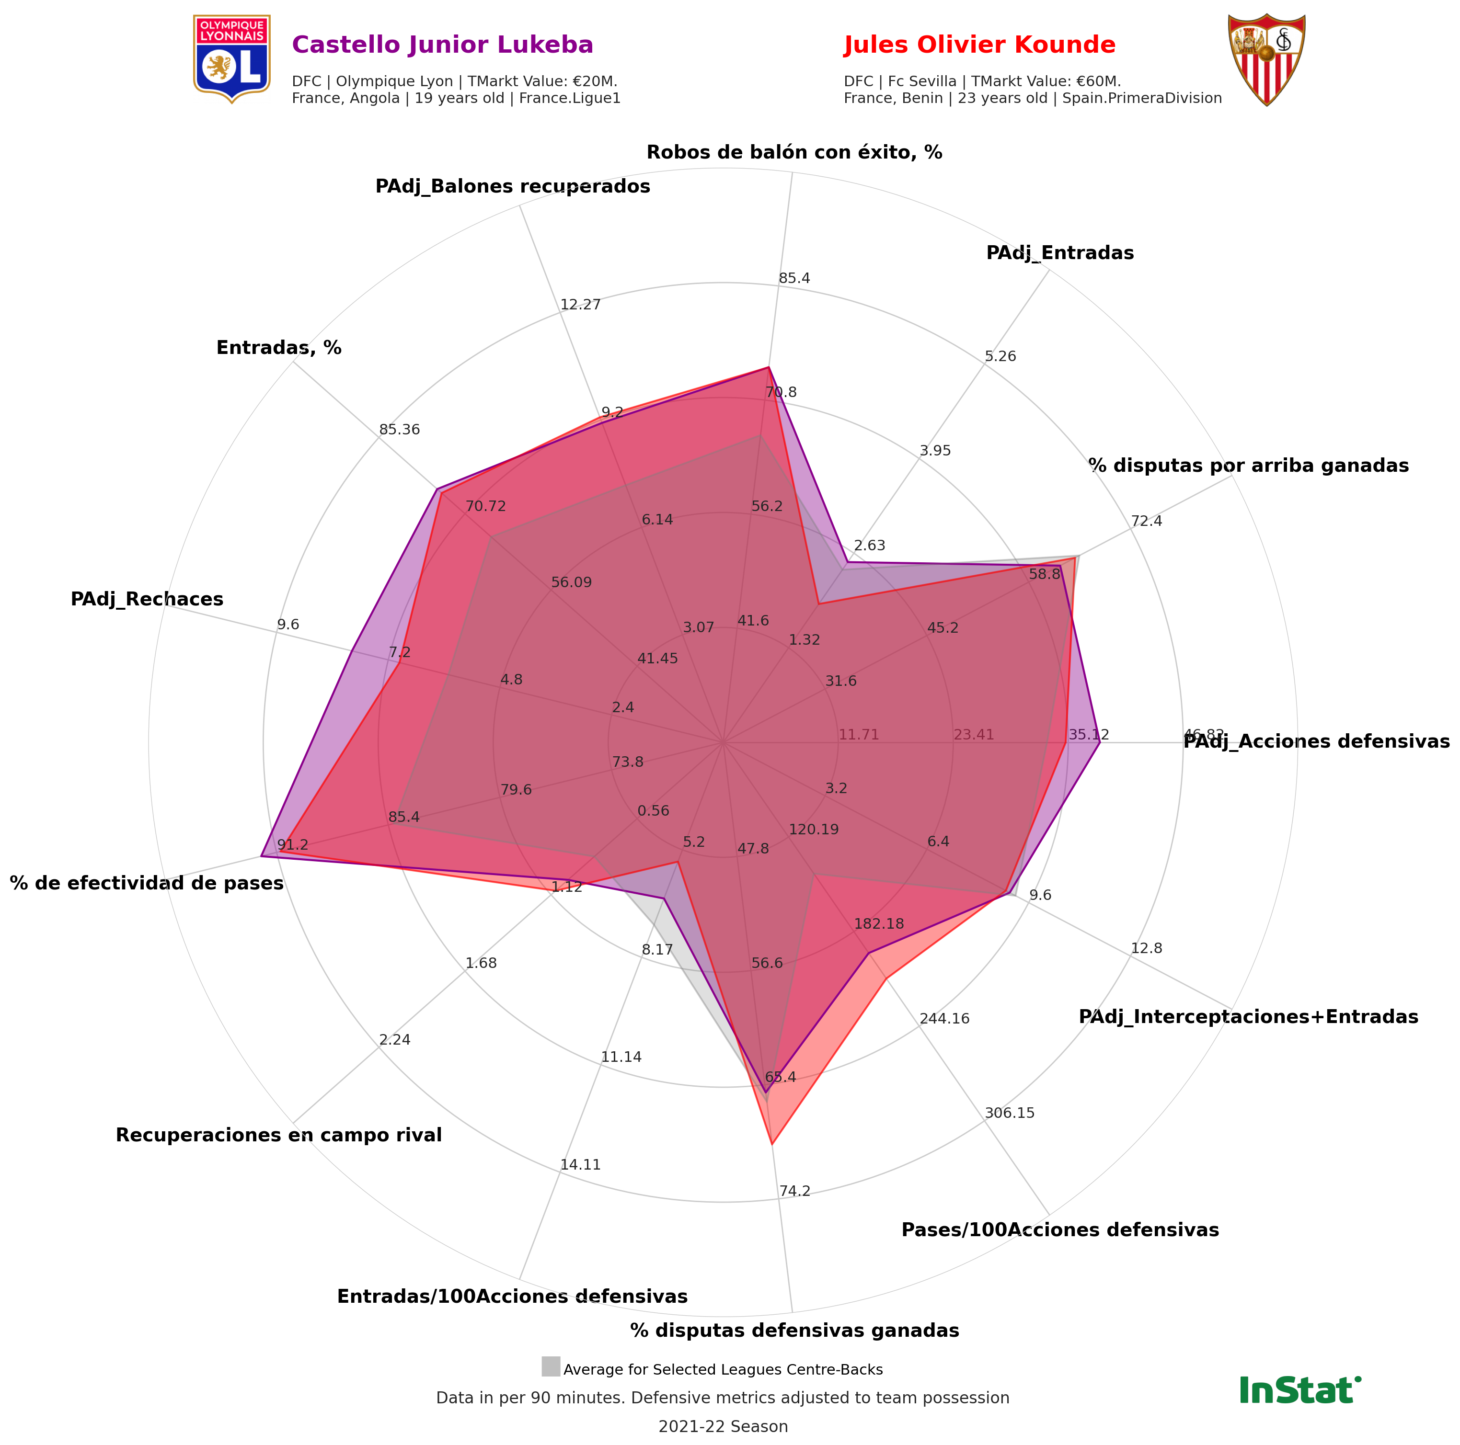 OLYMPIQUE
LYONNAIS
OL
Castello Junior Lukeba
DFC | Olympique Lyon | TMarkt Value: €20M.
France, Angola | 19 years old | France.Ligue1
Jules Olivier Kounde
DFC | Fc Sevilla | TMarkt Value: €60M.
France, Benin | 23 years old | Spain.PrimeraDivision
Robos de balón con éxito, %
PAdj_Balones recuperados
PAdj_Entradas
85.4
12.27
Entradas, %
5.26
70.8
9.2
85.36
3.95
% disputas por arriba ganadas
70.72
56.2
6.14
72.4
2.63
58.8
56.09
PAdj_Rechaces
9.6
41.6
3.07
45.2
1.32
7.2
41.45
4.8
31.6
2.4
11.71
23.41
35.12
46.82
PAdj_Acciones defensivas
73.8
79.6
3.2
0.56
85.4
120.19
6.4
91.2
5.2
47.8
% de efectividad de pases
1.12
9.6
182.18
8.17
12.8
1.68
56.6
PAdj_Interceptaciones+Entradas
244.16
2.24
11.14
65.4
306.15
Recuperaciones en campo rival
14.11
74.2
Pases/100Acciones defensivas
Entradas/100Acciones defensivas
% disputas defensivas ganadas
Average for Selected Leagues Centre-Backs
Data in per 90 minutes. Defensive metrics adjusted to team possession
2021-22 Season
InStat